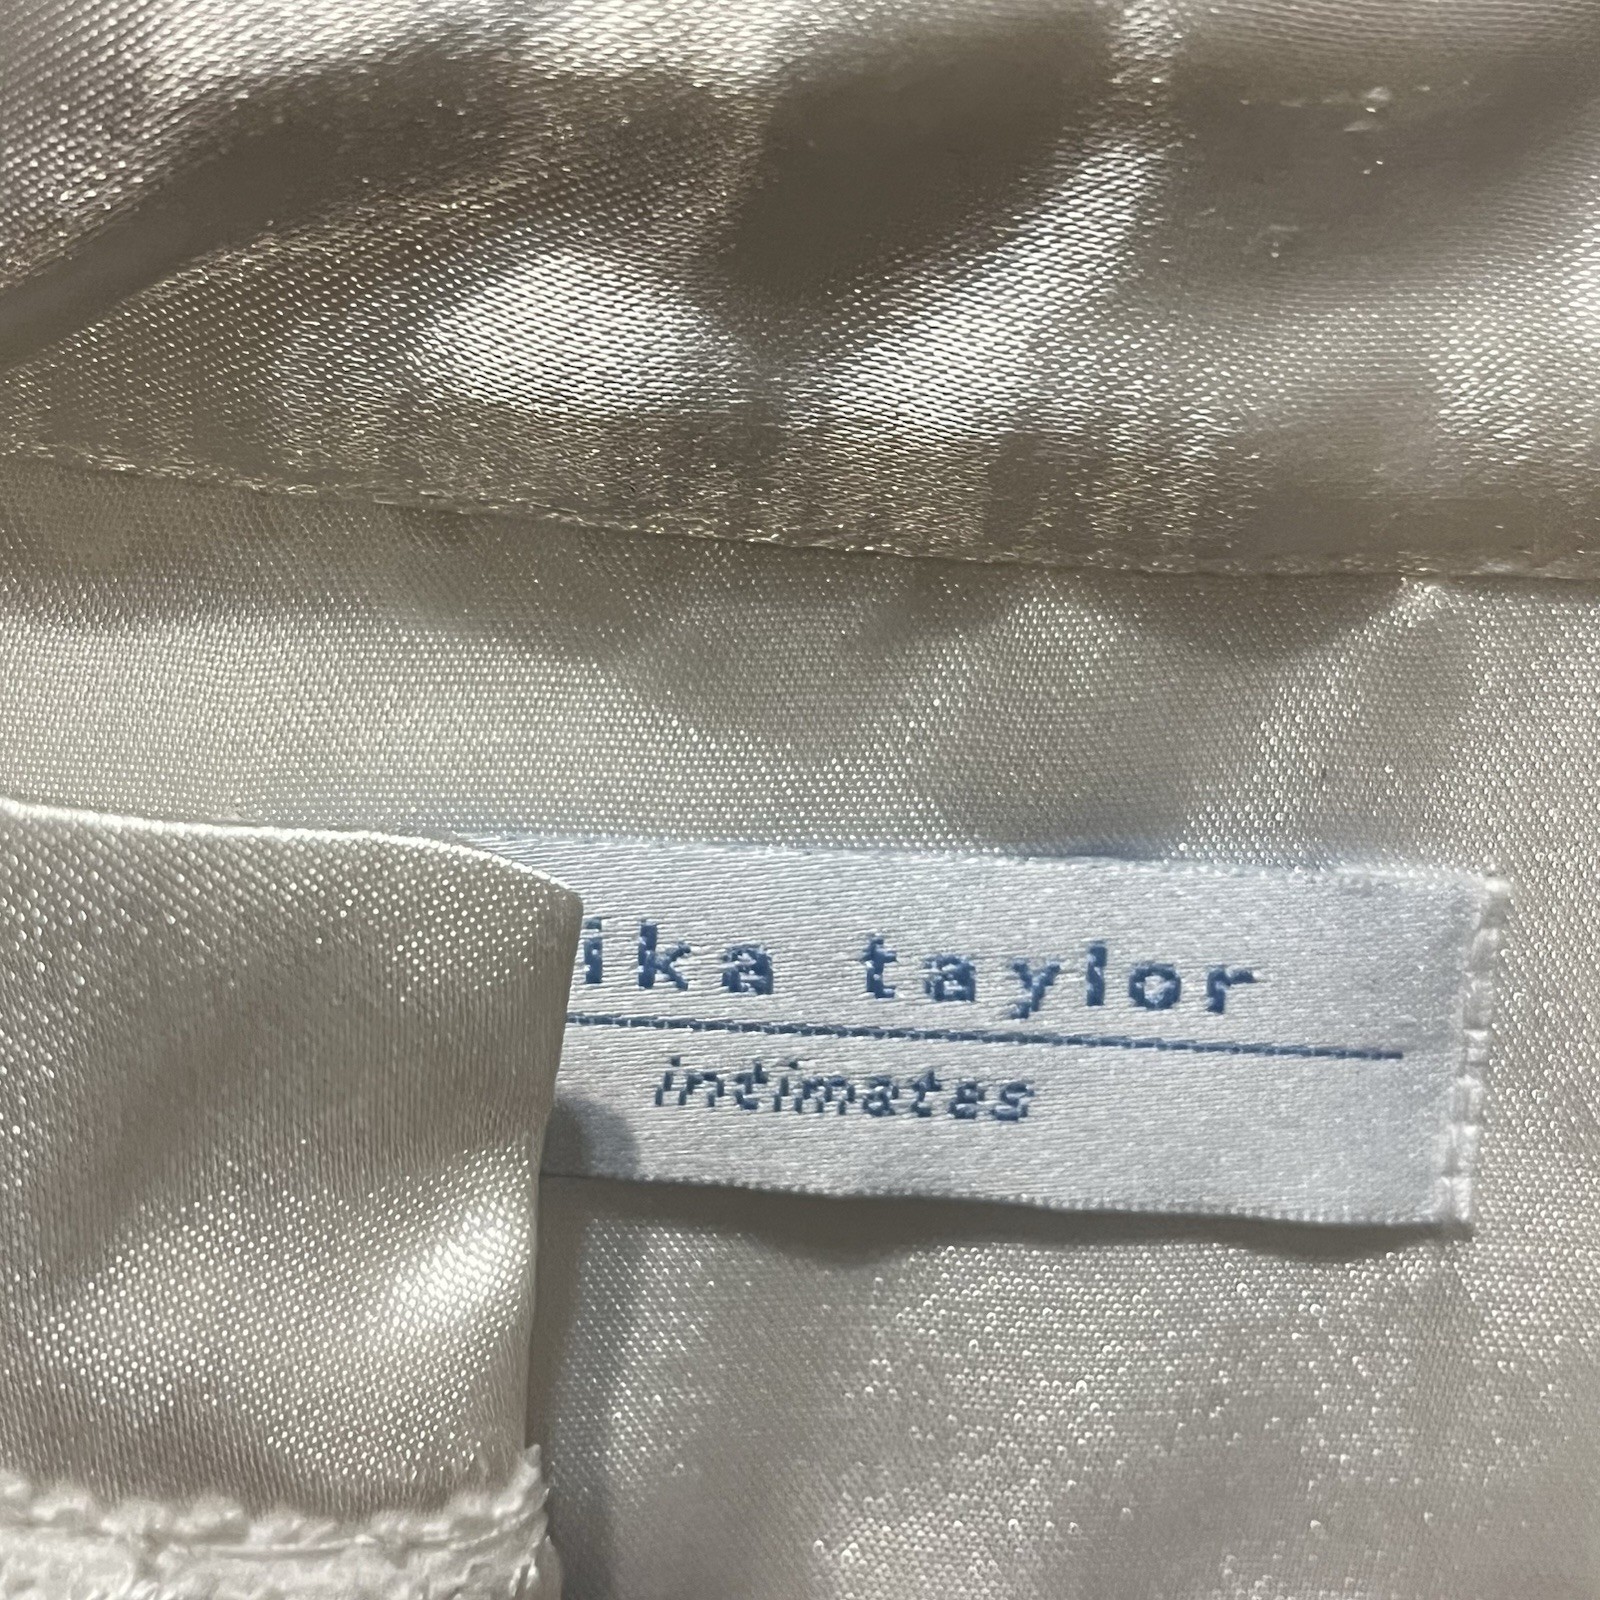 ika taylor
intimates